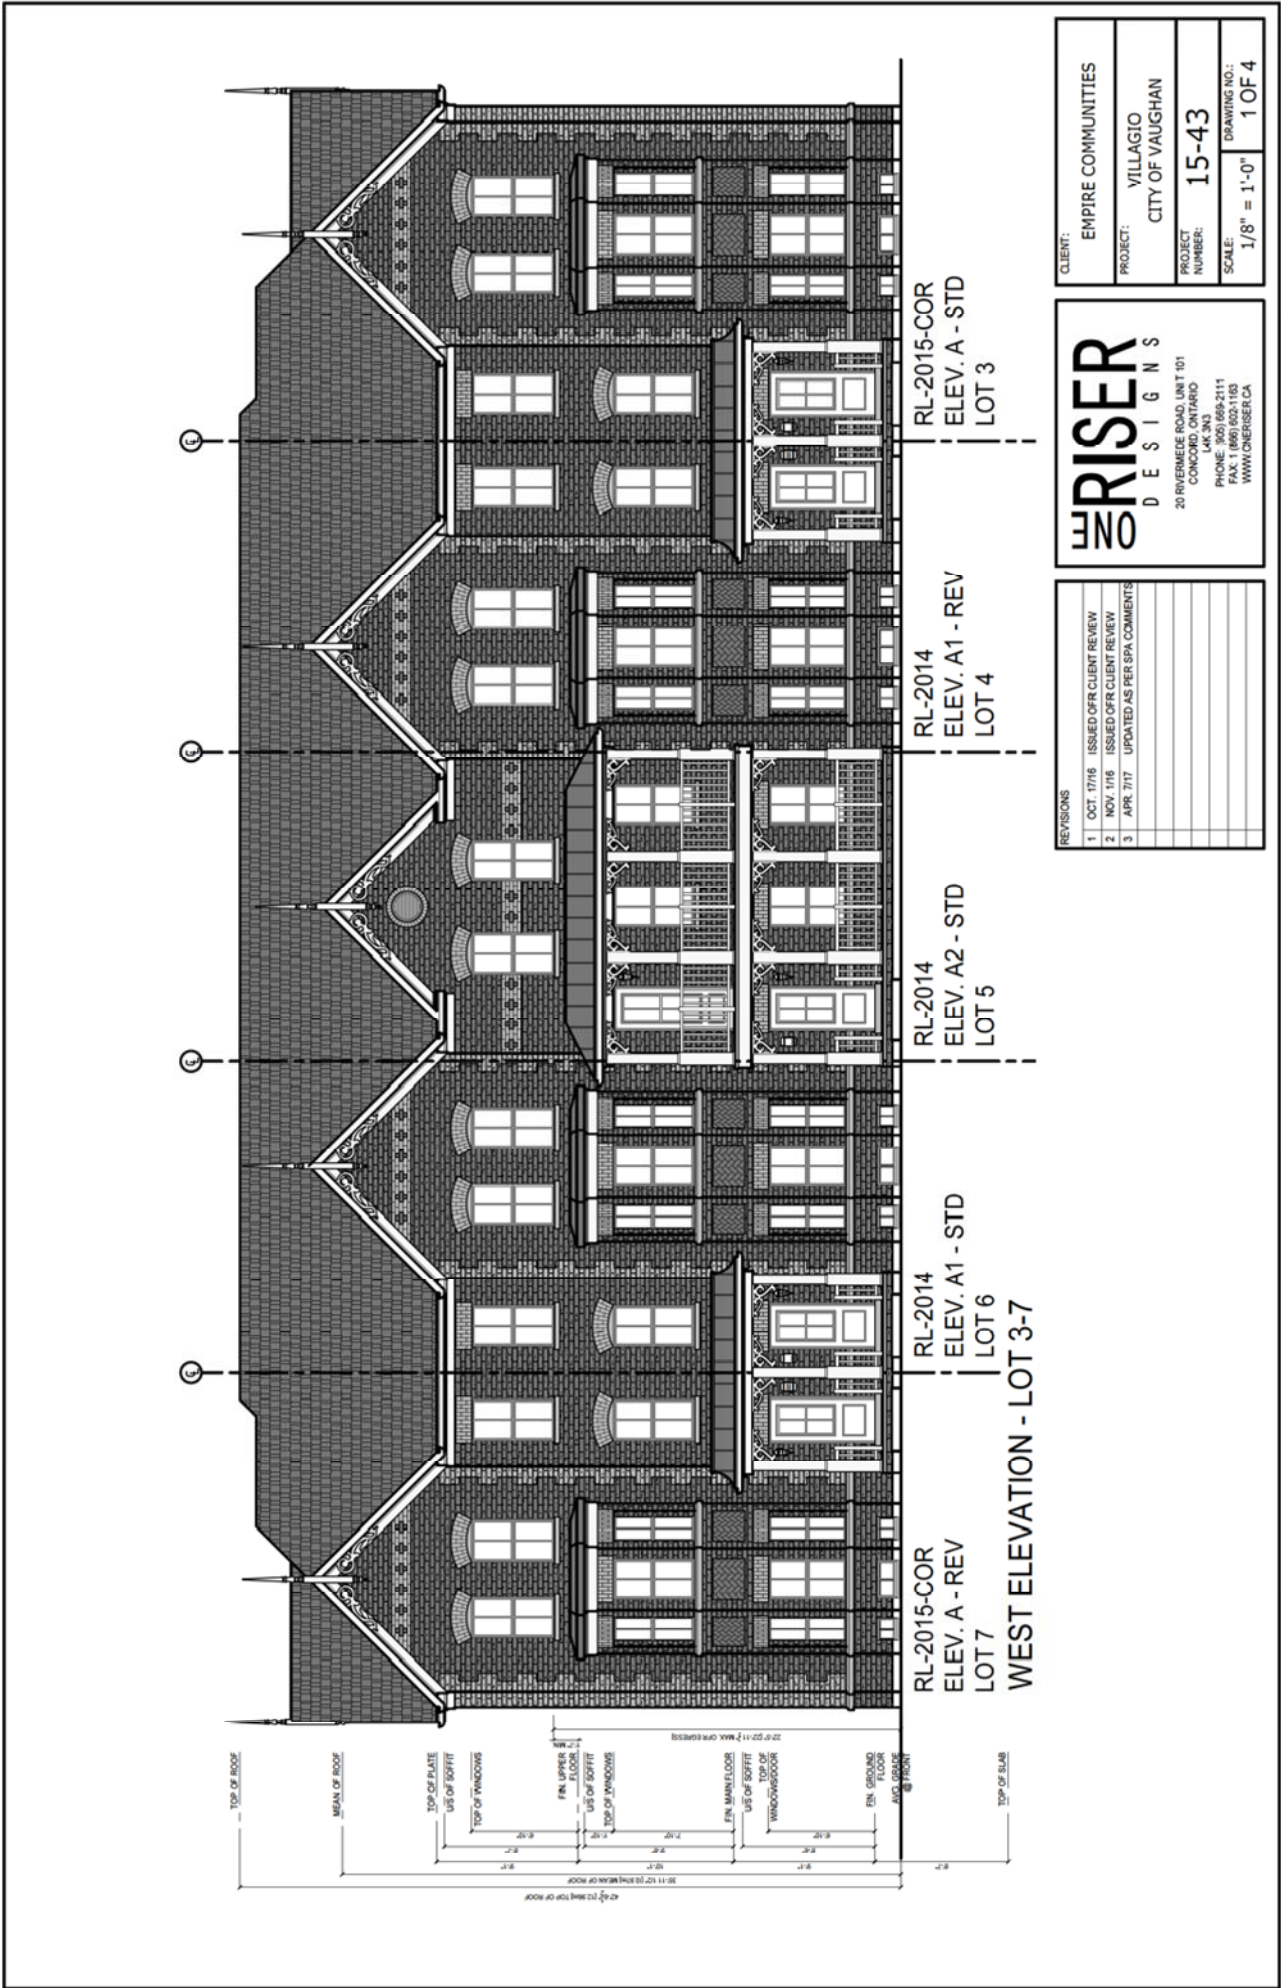 TOP OF ROOF
MEAN OF ROOF
TOP OF PLATE
U/S OF SOFFIT
TOP OF WINDOWS
FIN. UPPER
FLOOR
U/S OF SOFFIT
TOP OF WINDOWS
FIN. MAIN FLOOR
U/S OF SOFFIT
TOP OF
WINDOWS/DOOR
FIN. GROUND
FLOOR
AVG. GRADE
@ FRONT
TOP OF SLAB
RL-2015-COR
ELEV. A - REV
LOT 7
RL-2014
ELEV. A1 - STD
LOT 6
RL-2014
ELEV. A2 - STD
LOT 5
RL-2014
ELEV. A1 - REV
LOT 4
RL-2015-COR
ELEV. A - STD
LOT 3
WEST ELEVATION - LOT 3-7
REVISIONS
1 OCT. 17/16 ISSUED OFR CLIENT REVIEW
2 NOV. 1/16 ISSUED OFR CLIENT REVIEW
3 APR. 7/17 UPDATED AS PER SPA COMMENTS
ONE RISER
DESIGNS
20 RIVERMEDE ROAD, UNIT 101
CONCORD, ONTARIO
L4K 3N3
PHONE: (905) 669-2111
FAX: 1 (866) 602-1163
WWW.ONERISER.CA
CLIENT:
EMPIRE COMMUNITIES
PROJECT:
VILLAGIO
CITY OF VAUGHAN
PROJECT
NUMBER:
15-43
SCALE:
1/8" = 1'-0"
DRAWING NO.:
1 OF 4